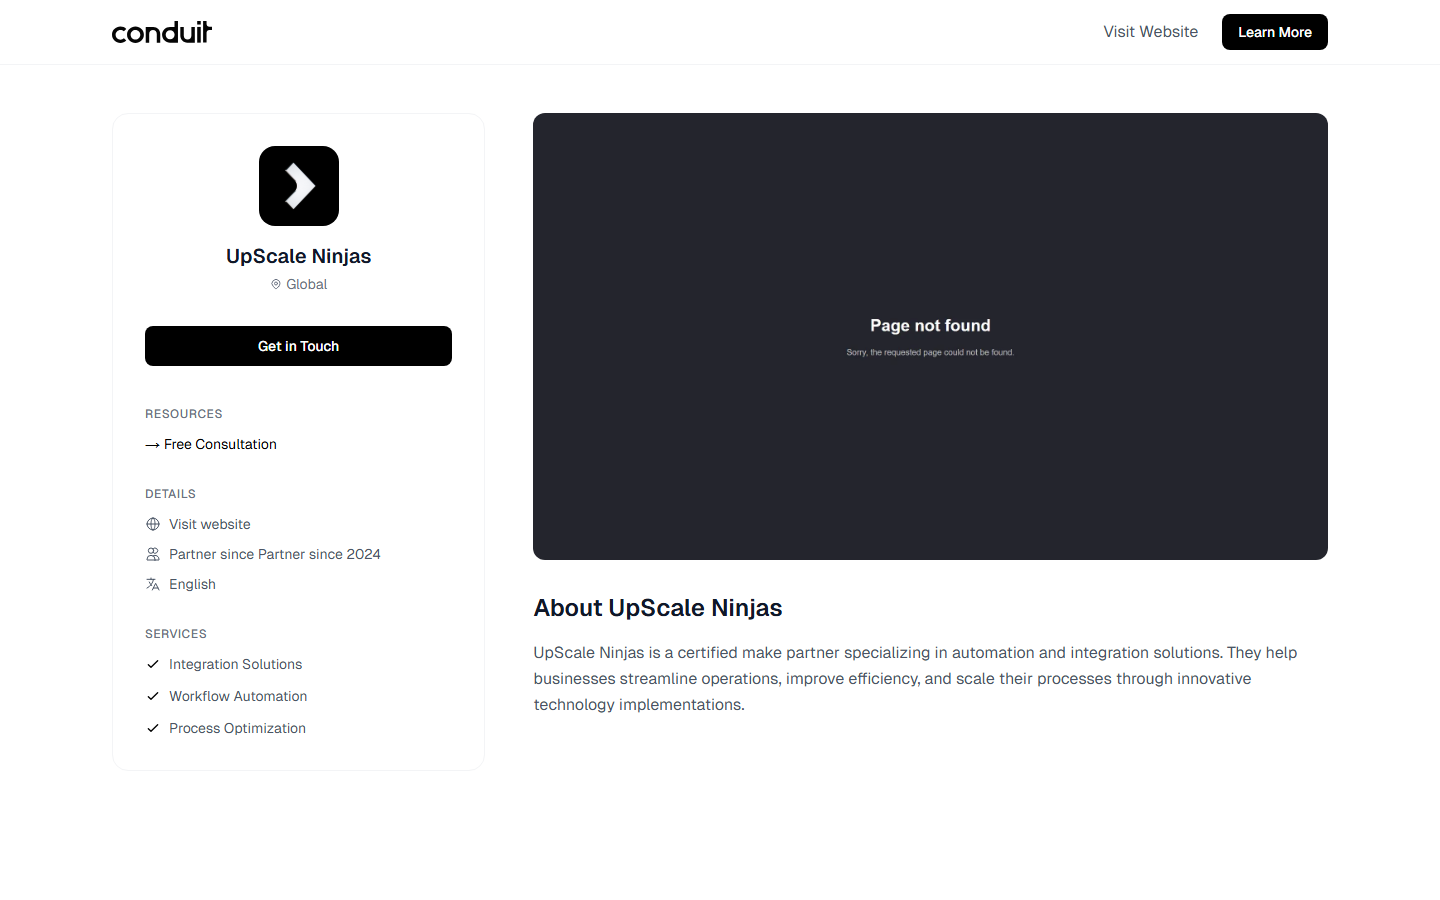 conduit
Visit Website
Learn More
UpScale Ninjas
Global
Get in Touch
RESOURCES
→ Free Consultation
DETAILS
Visit website
Partner since Partner since 2024
English
SERVICES
Integration Solutions
Workflow Automation
Process Optimization
Page not found
Sorry, the requested page could not be found.
About UpScale Ninjas
UpScale Ninjas is a certified make partner specializing in automation and integration solutions. They help
businesses streamline operations, improve efficiency, and scale their processes through innovative
technology implementations.